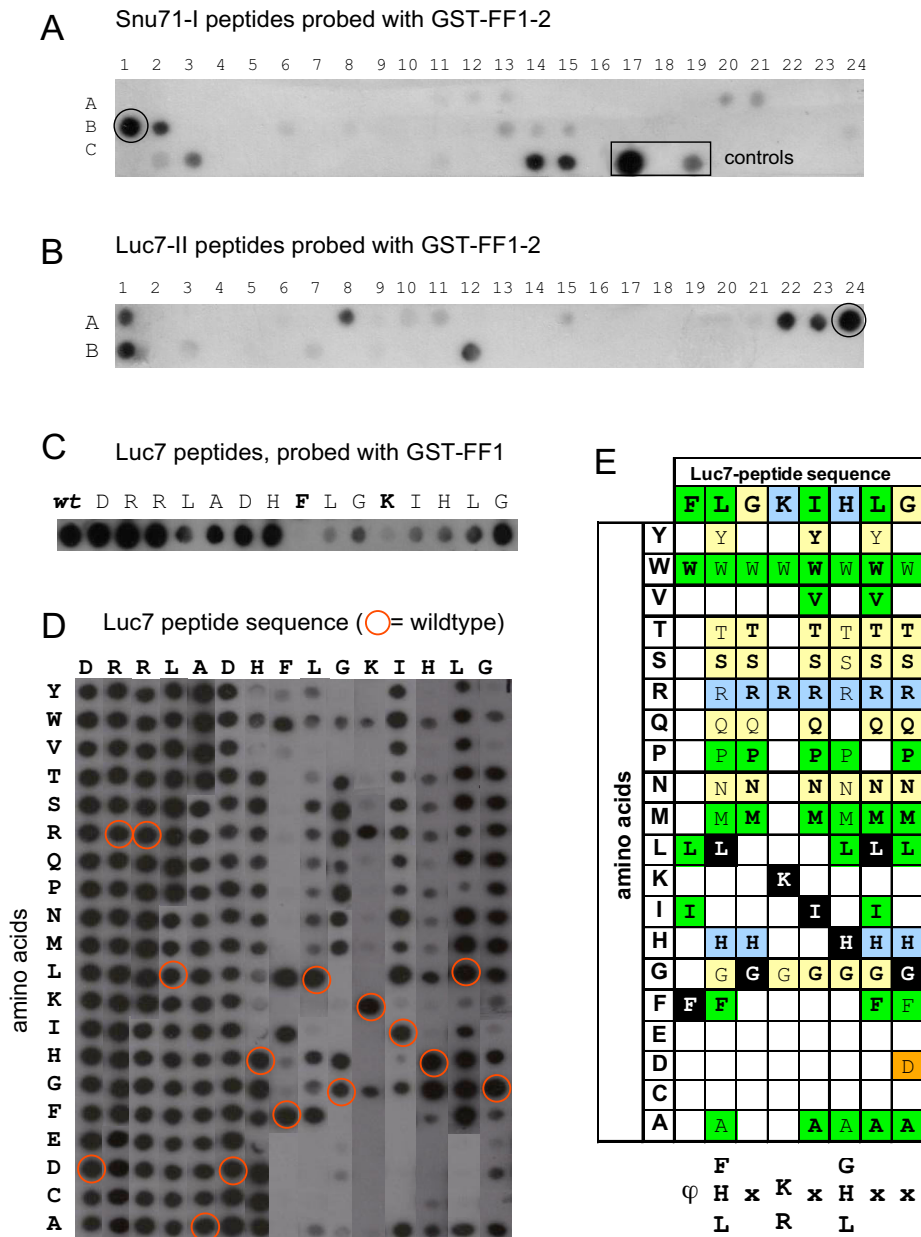 A
Snu71-I peptides probed with GST-FF1-2
1 2 3 4 5 6 7 8 9 10 11 12 13 14 15 16 17 18 19 20 21 22 23 24
A
B
C
controls
B
Luc7-II peptides probed with GST-FF1-2
1 2 3 4 5 6 7 8 9 10 11 12 13 14 15 16 17 18 19 20 21 22 23 24
A
B
C
Luc7 peptides, probed with GST-FF1
wt D R R L A D H F L G K I H L G
D
Luc7 peptide sequence (= wildtype)
D R R L A D H F L G K I H L G
amino acids
Y
W
V
T
S
R
Q
P
N
M
L
K
I
H
G
F
E
D
C
A
E
Luc7-peptide sequence
F L G K I H L G
amino acids
Y Y Y Y
W W W W W W W W W
V V V
T T T T T T T
S S S S S S S
R R R R R R R R
Q Q Q Q Q Q
P P P P P P
N N N N N N N
M M M M M M M
L L L L L L
K K
I I I I
H H H H H H
G G G G G G G G
F F F F F
E
D D
C
A A A A A A
F G
φ H x K x H x x
L R L